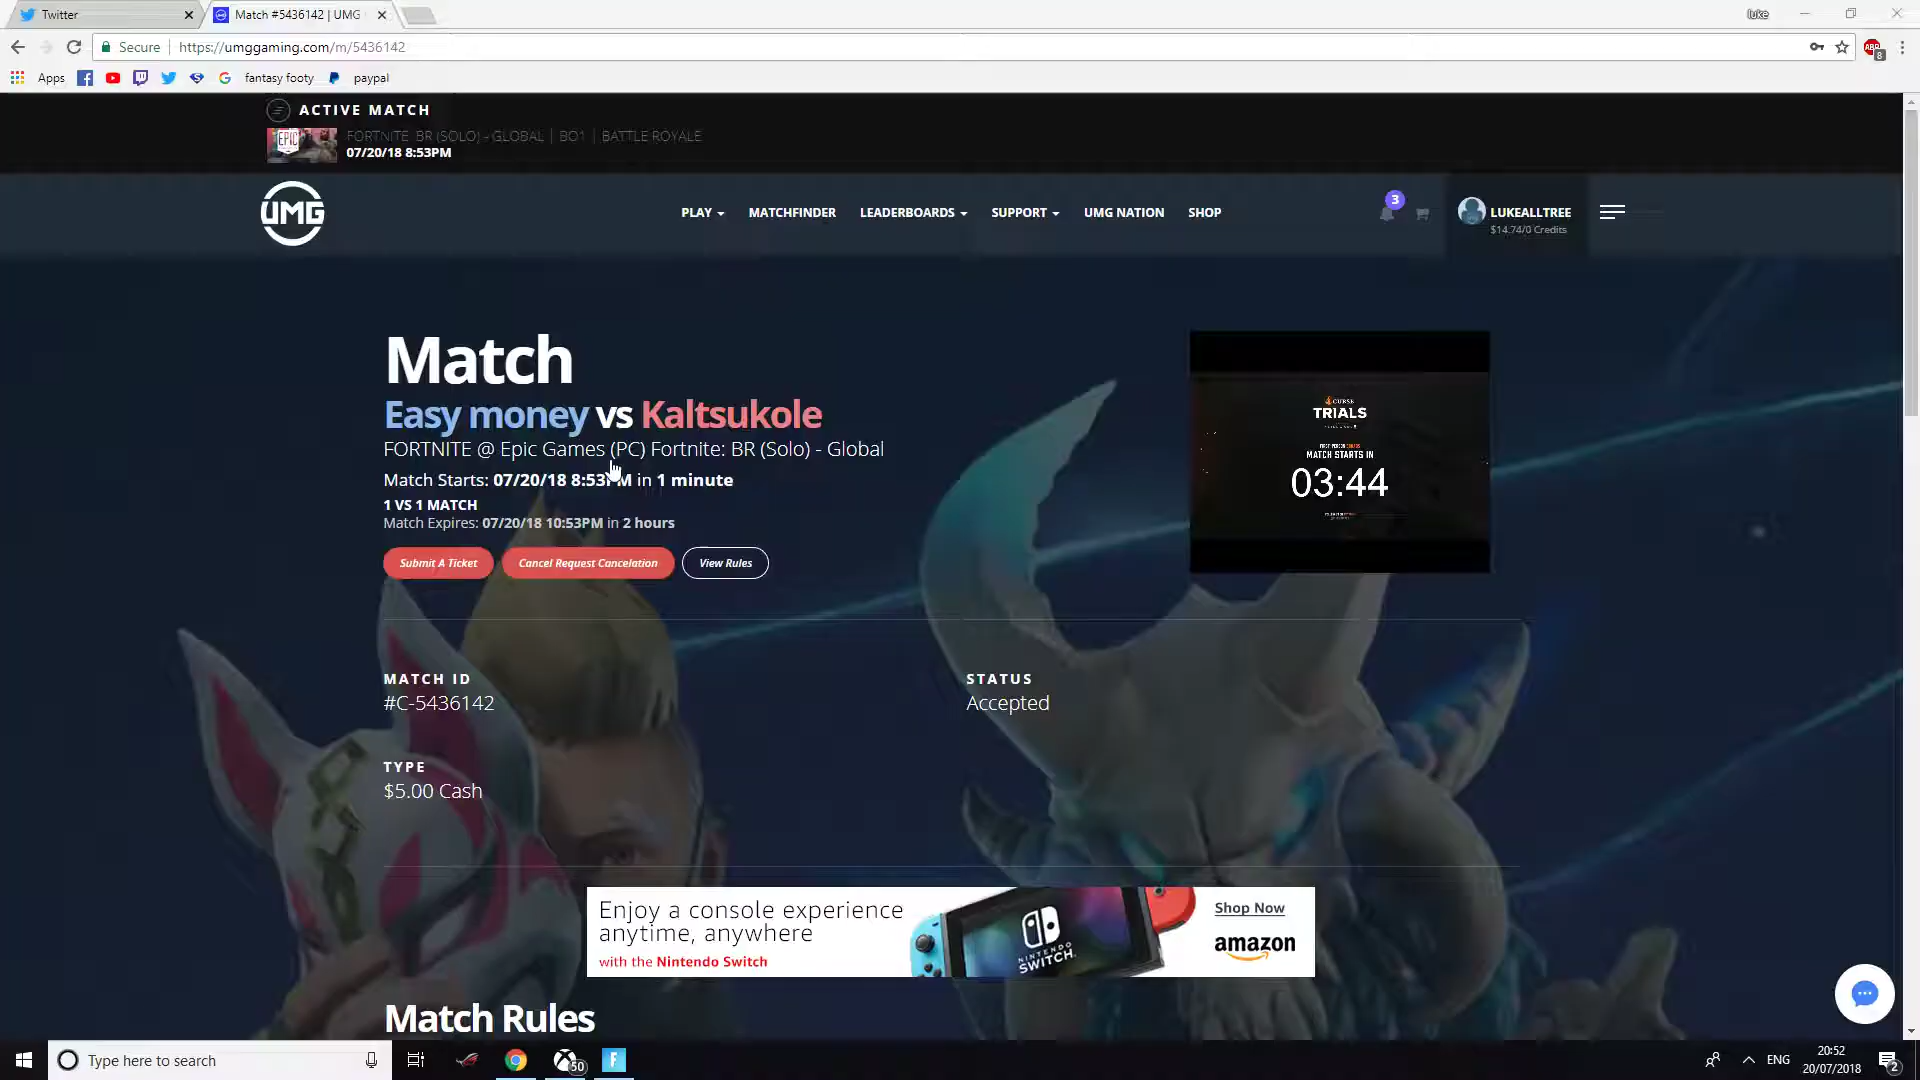 Twitter
Match #5436142 | UMG
luke
Secure
https://umggaming.com/m/5436142
ABP
8
Apps
fantasy footy
paypal
ACTIVE MATCH
EPIC
FORTNITE: BR (SOLO) - GLOBAL | BO1 | BATTLE ROYALE
07/20/18 8:53PM
UMG
PLAY
MATCHFINDER
LEADERBOARDS
SUPPORT
UMG NATION
SHOP
3
LUKEALLTREE
$14.74/0 Credits
Match
Easy money vs Kaltsukole
FORTNITE @ Epic Games (PC) Fortnite: BR (Solo) - Global
Match Starts: 07/20/18 8:53PM in 1 minute
1 VS 1 MATCH
Match Expires: 07/20/18 10:53PM in 2 hours
Submit A Ticket
Cancel Request Cancelation
View Rules
CURSE
TRIALS
MATCH STARTS IN
03:44
MATCH ID
#C-5436142
STATUS
Accepted
TYPE
$5.00 Cash
Enjoy a console experience
anytime, anywhere
with the Nintendo Switch
NINTENDO
SWITCH
Shop Now
amazon
Match Rules
Type here to search
50
F
ENG
20:52
20/07/2018
2